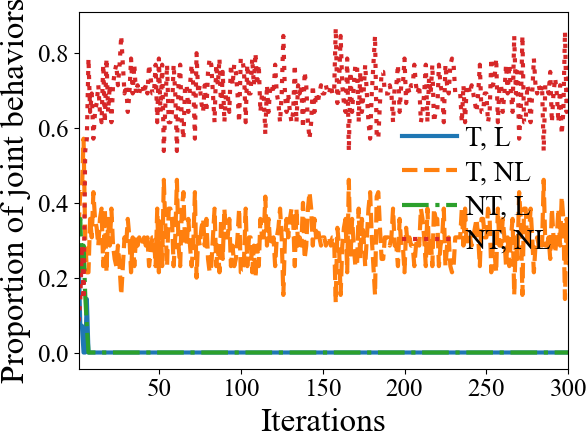 Proportion of joint behaviors
0.8
0.6
0.4
0.2
0.0
T, L
T, NL
NT, L
NT, NL
50
100
150
200
250
300
Iterations